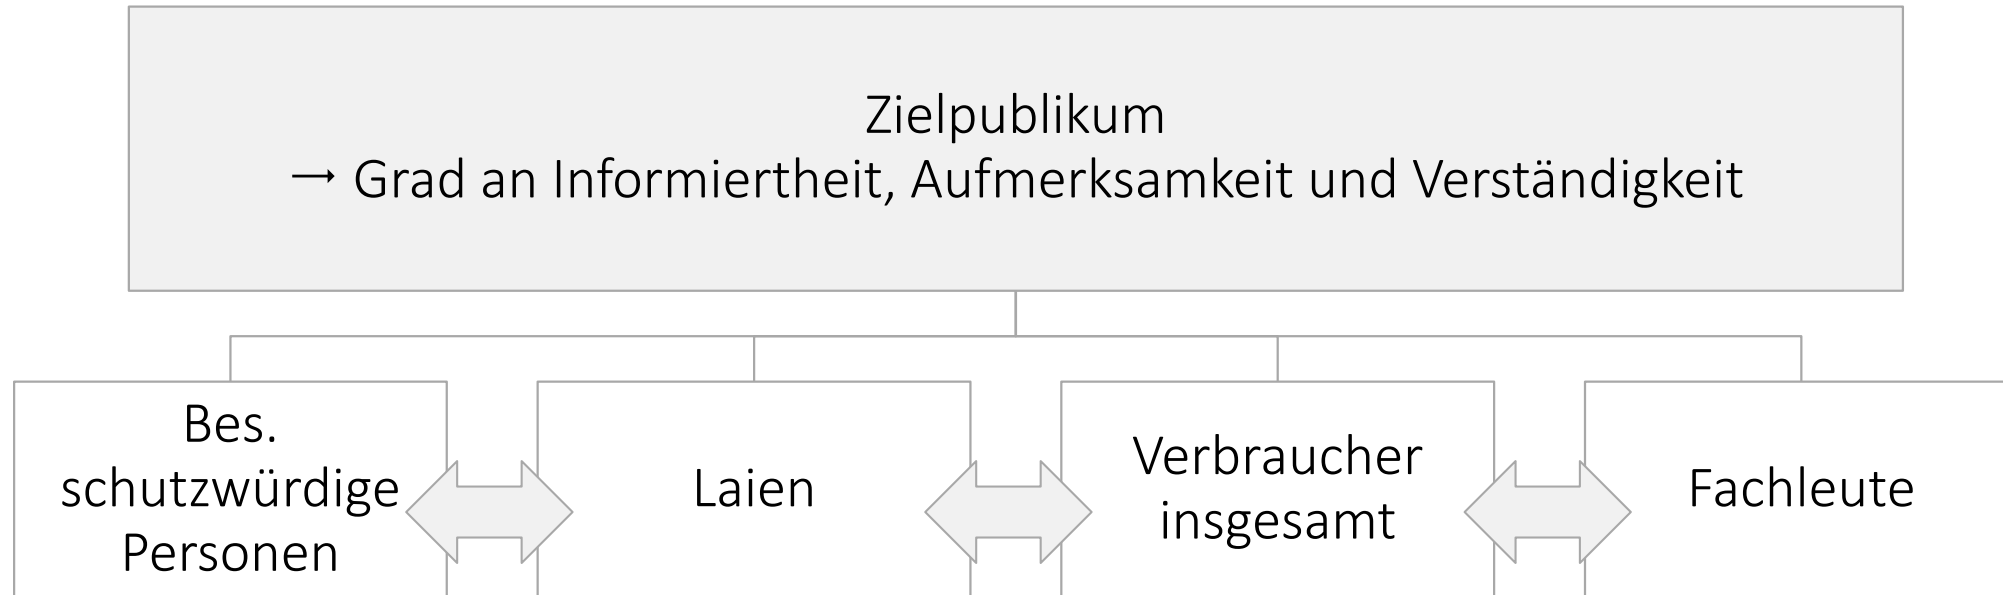 Zielpublikum
→ Grad an Informiertheit, Aufmerksamkeit und Verständigkeit
Bes.
schutzwürdige
Personen
Laien
Verbraucher
insgesamt
Fachleute